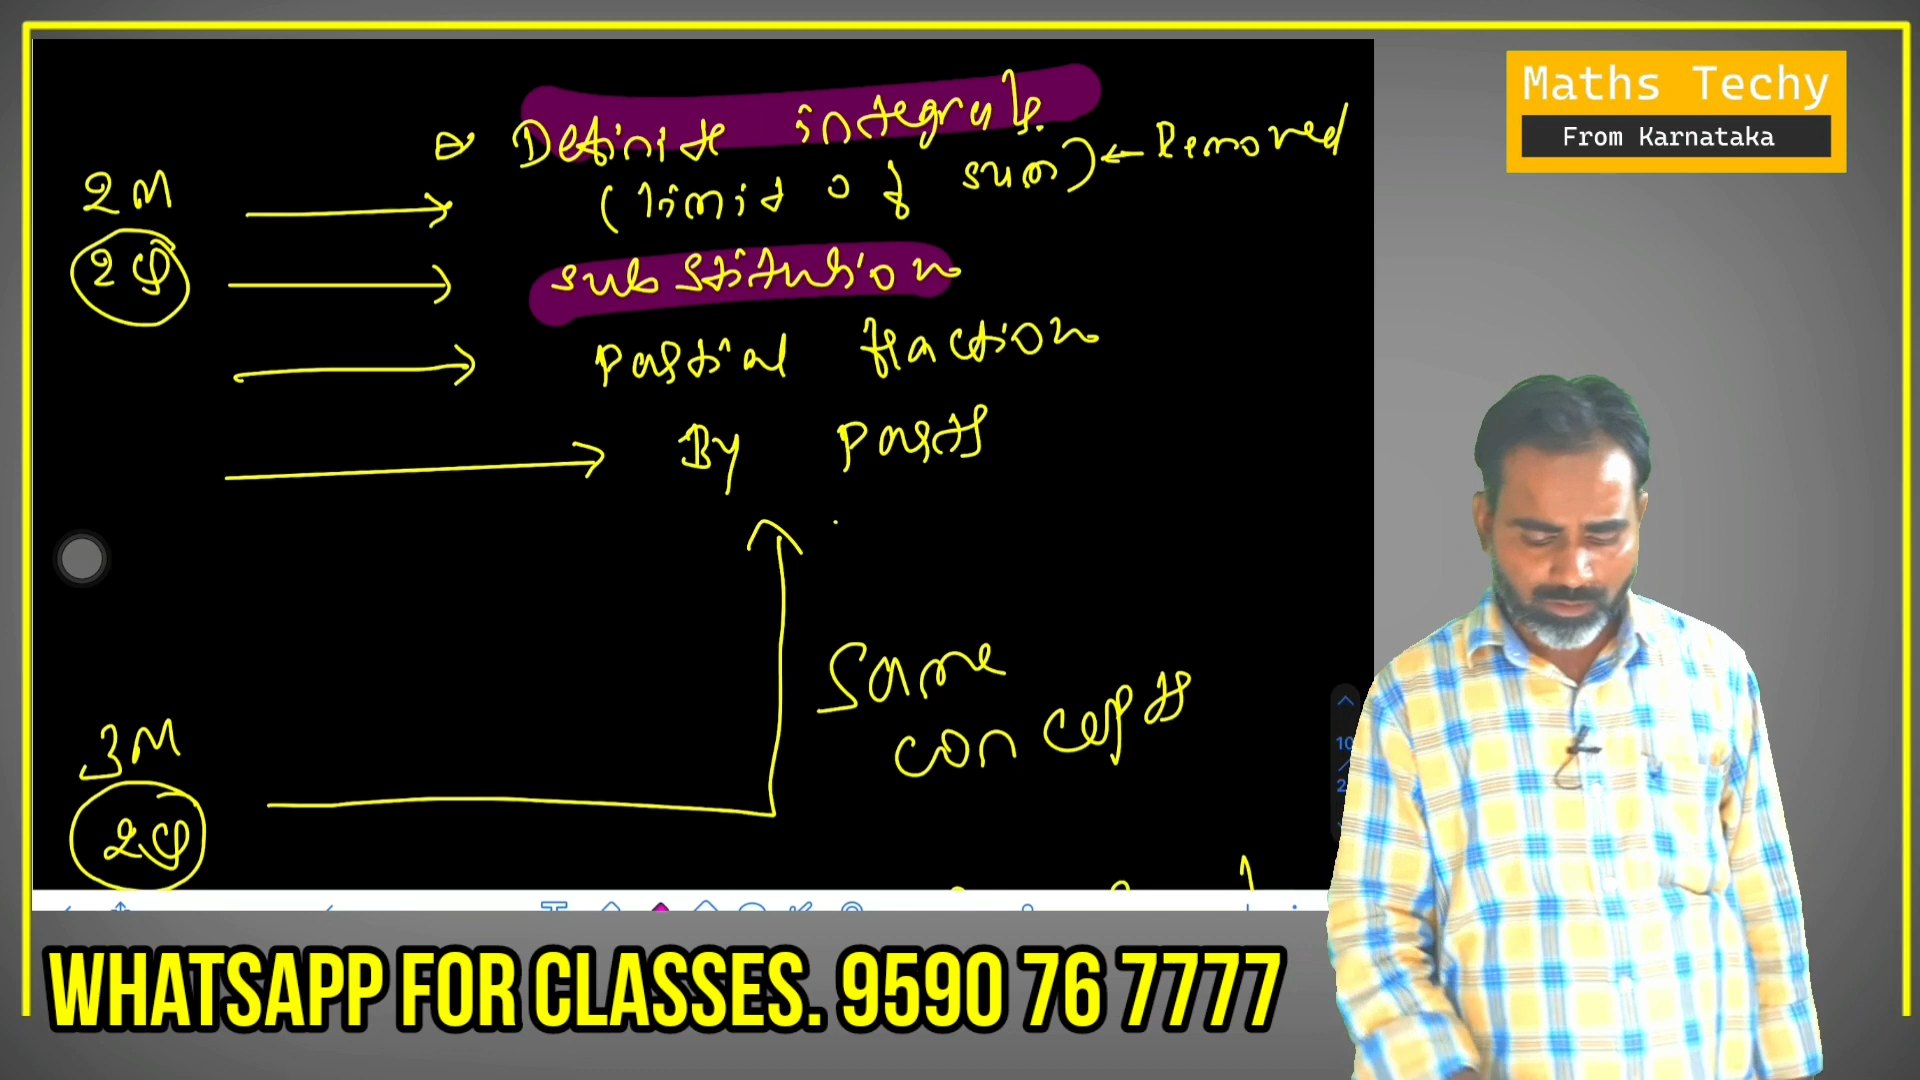 Maths Techy
From Karnataka
Definite integrals.
(limit of sum) ← Removed
2M
2Q
substitution
partial fraction
By parts
same
concepts
3M
2Q
WHATSAPP FOR CLASSES. 9590 76 7777